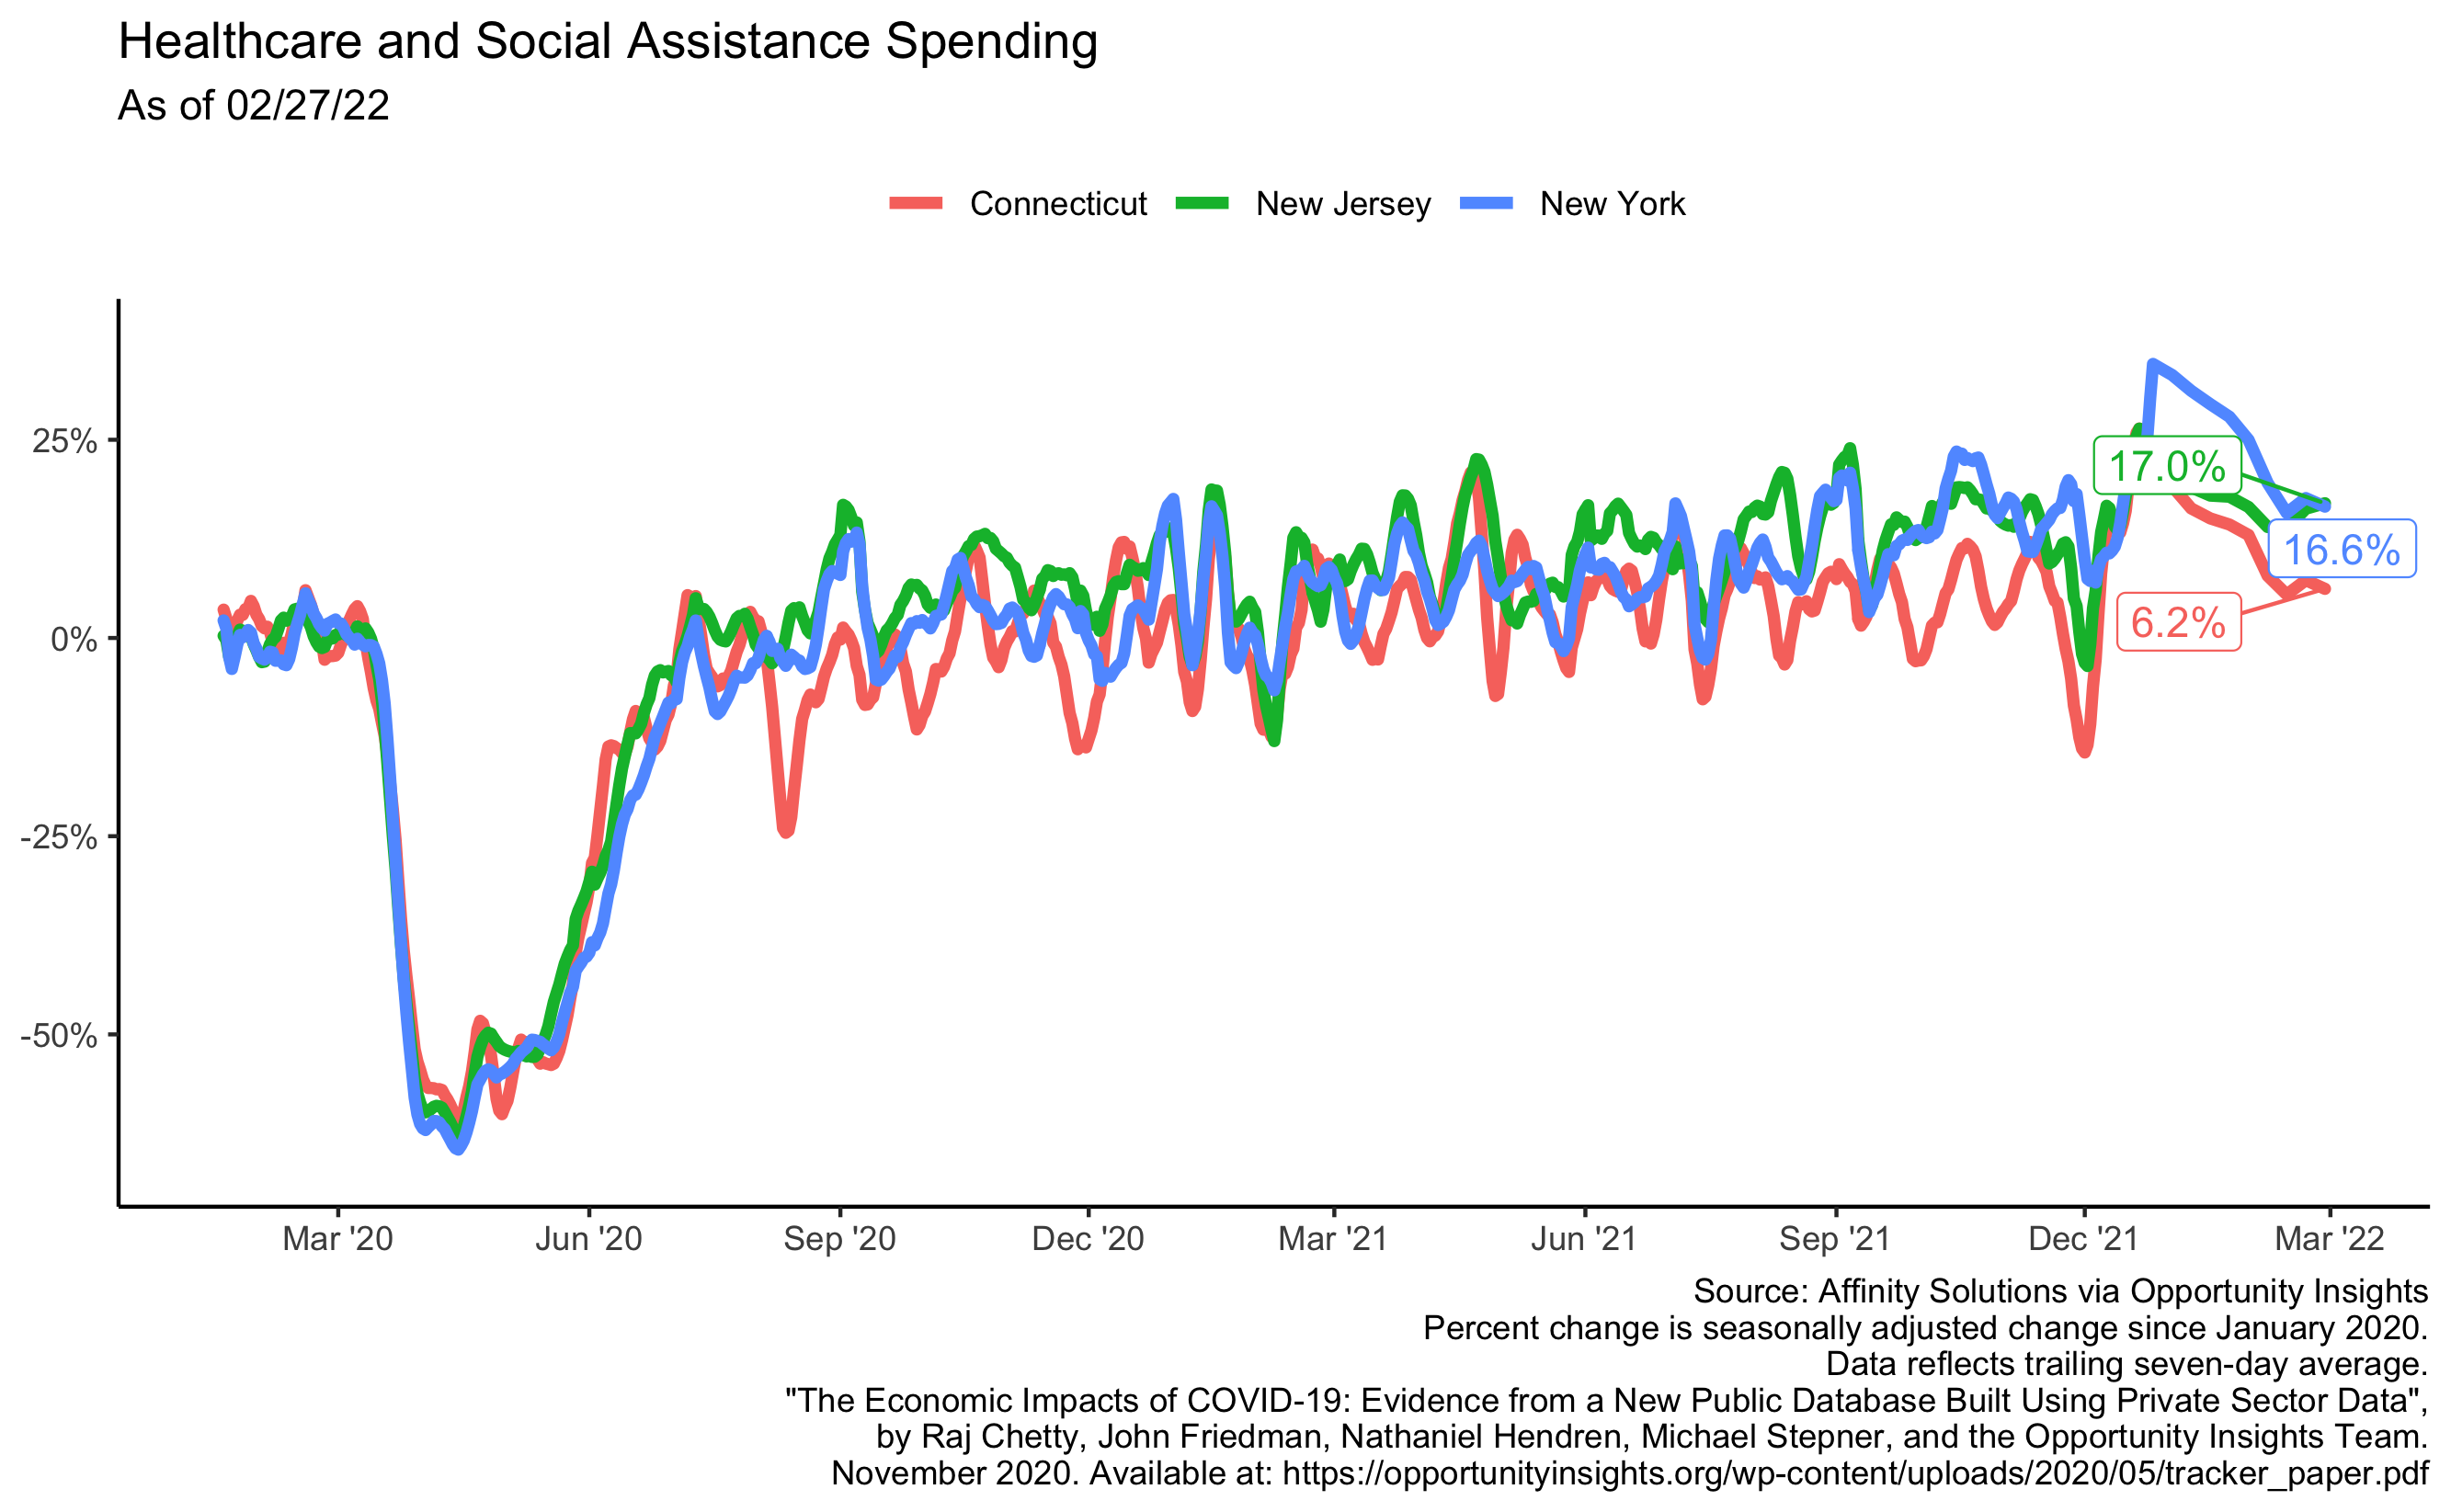 Healthcare and Social Assistance Spending
As of 02/27/22
Connecticut New Jersey New York
25%
0%
-25%
-50%
17.0%
16.6%
6.2%
Mar '20 Jun '20 Sep '20 Dec '20 Mar '21 Jun '21 Sep '21 Dec '21 Mar '22
Source: Affinity Solutions via Opportunity Insights
Percent change is seasonally adjusted change since January 2020.
Data reflects trailing seven-day average.
"The Economic Impacts of COVID-19: Evidence from a New Public Database Built Using Private Sector Data",
by Raj Chetty, John Friedman, Nathaniel Hendren, Michael Stepner, and the Opportunity Insights Team.
November 2020. Available at: https://opportunityinsights.org/wp-content/uploads/2020/05/tracker_paper.pdf